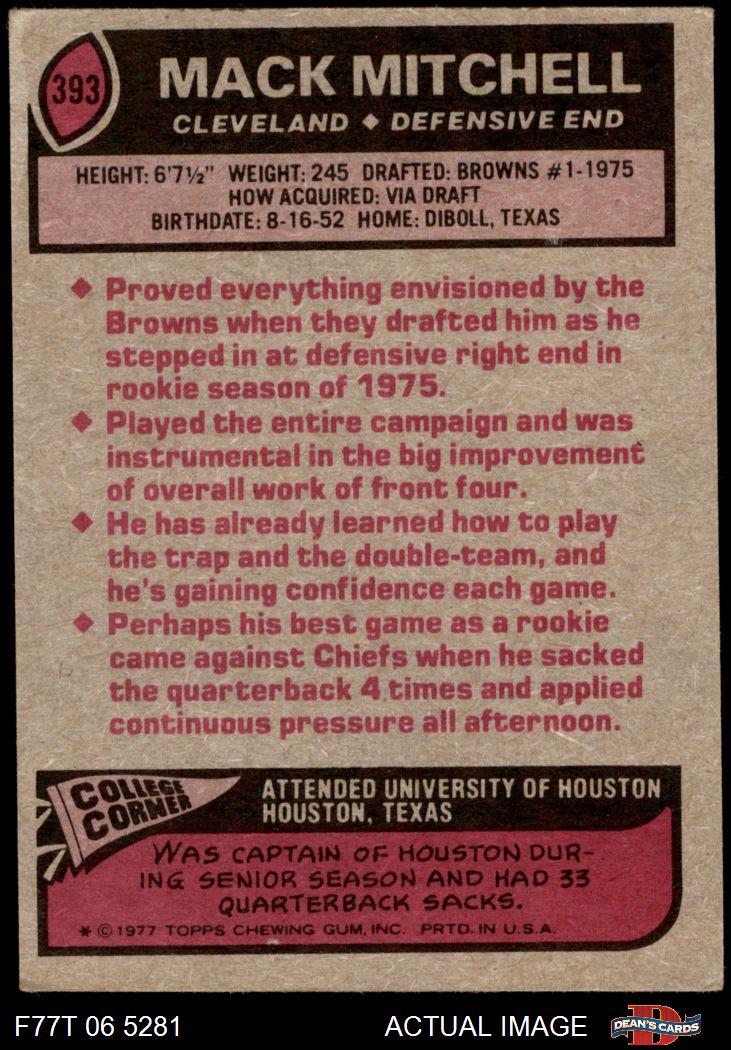 393
MACK MITCHELL
CLEVELAND ◆ DEFENSIVE END
HEIGHT: 6'7½" WEIGHT: 245 DRAFTED: BROWNS #1-1975
HOW ACQUIRED: VIA DRAFT
BIRTHDATE: 8-16-52 HOME: DIBOLL, TEXAS
◆ Proved everything envisioned by the
Browns when they drafted him as he
stepped in at defensive right end in
rookie season of 1975.
◆ Played the entire campaign and was
instrumental in the big improvement
of overall work of front four.
◆ He has already learned how to play
the trap and the double-team, and
he's gaining confidence each game.
◆ Perhaps his best game as a rookie
came against Chiefs when he sacked
the quarterback 4 times and applied
continuous pressure all afternoon.
COLLEGE
CORNER
ATTENDED UNIVERSITY OF HOUSTON
HOUSTON, TEXAS
WAS CAPTAIN OF HOUSTON DUR-
ING SENIOR SEASON AND HAD 33
QUARTERBACK SACKS.
* © 1977 TOPPS CHEWING GUM, INC. PRTD. IN U.S.A.
F77T 06 5281
ACTUAL IMAGE
D
DEAN'S CARDS